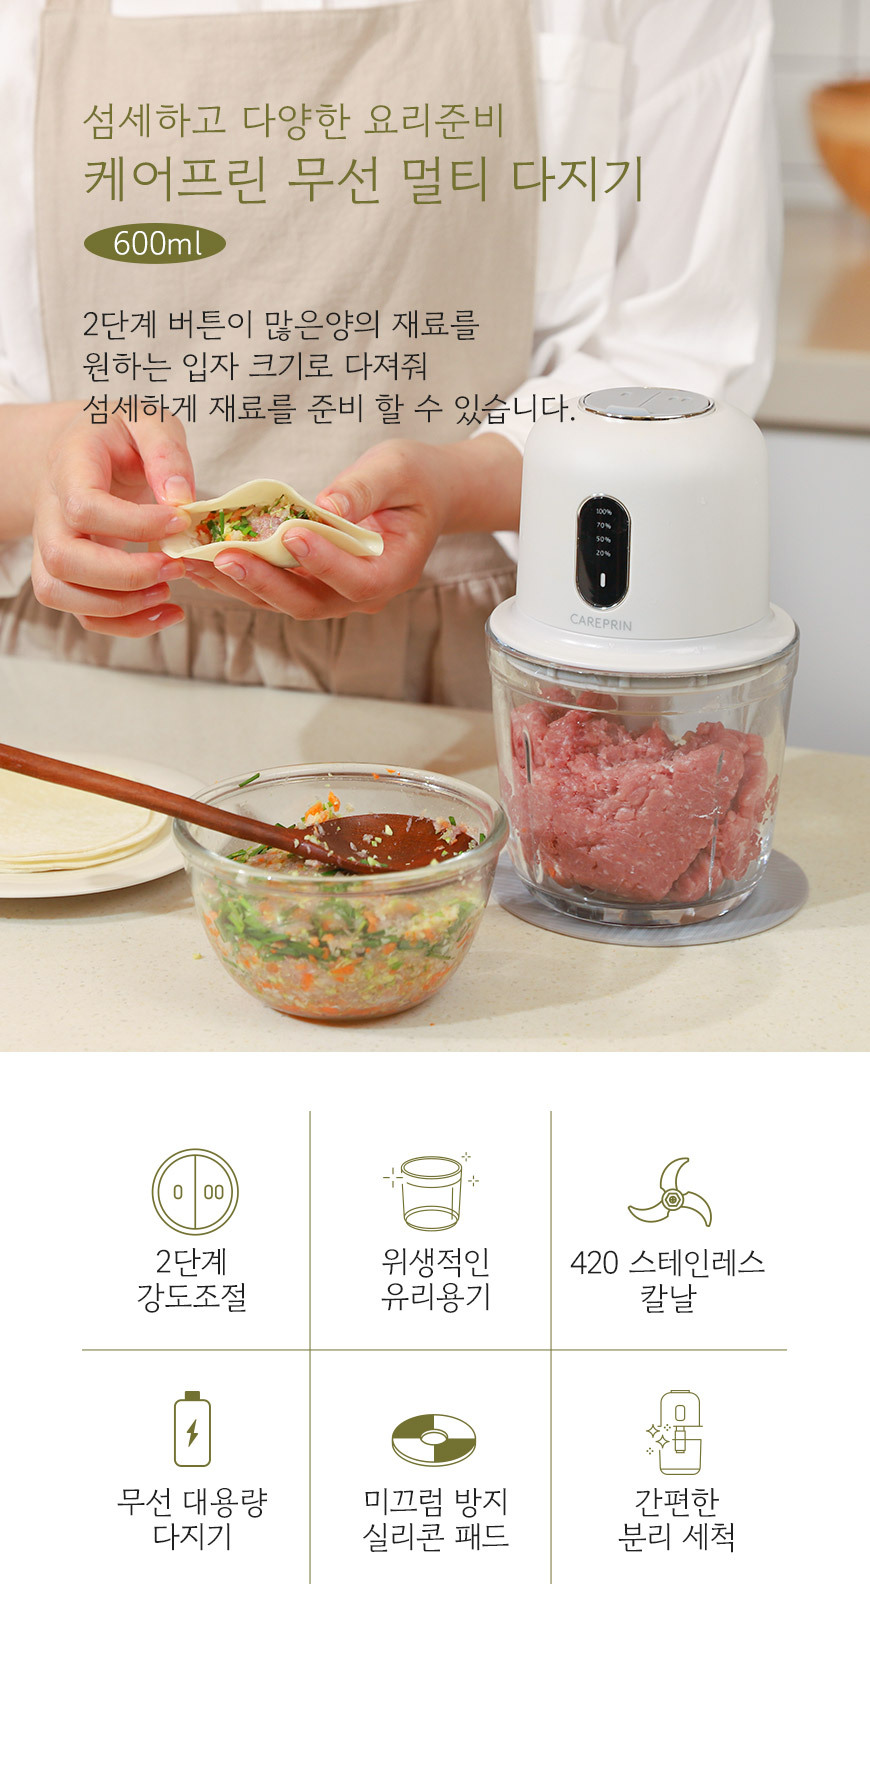 섬세하고 다양한 요리준비
케어프린 무선 멀티 다지기
600ml
2단계 버튼이 많은양의 재료를
원하는 입자 크기로 다져줘
섬세하게 재료를 준비 할 수 있습니다.
100%
70%
50%
20%
CAREPRIN
2단계
강도조절
위생적인
유리용기
420 스테인레스
칼날
무선 대용량
다지기
미끄럼 방지
실리콘 패드
간편한
분리 세척